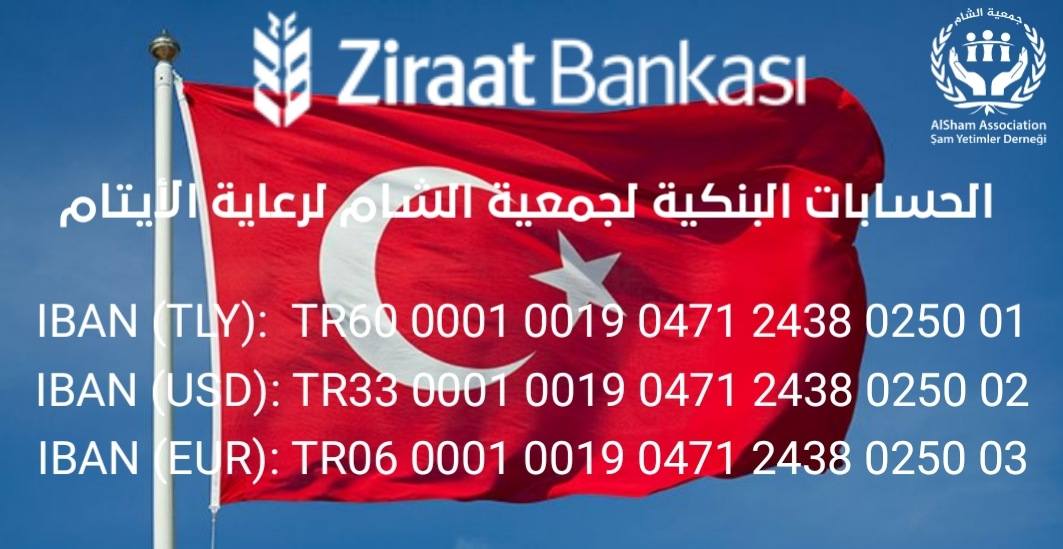 Ziraat Bankası
جمعية الشام
AlSham Association
Şam Yetimler Derneği
الحسابات البنكية لجمعية الشام لرعاية الأيتام
IBAN (TLY): TR60 0001 0019 0471 2438 0250 01
IBAN (USD): TR33 0001 0019 0471 2438 0250 02
IBAN (EUR): TR06 0001 0019 0471 2438 0250 03